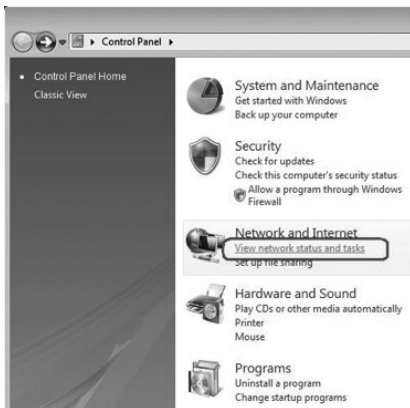 Control Panel
Control Panel Home
Classic View
System and Maintenance
Get started with Windows
Back up your computer
Security
Check for updates
Check this computer's security status
Allow a program through Windows
Firewall
Network and Internet
View network status and tasks
Set up file sharing
Hardware and Sound
Play CDs or other media automatically
Printer
Mouse
Programs
Uninstall a program
Change startup programs